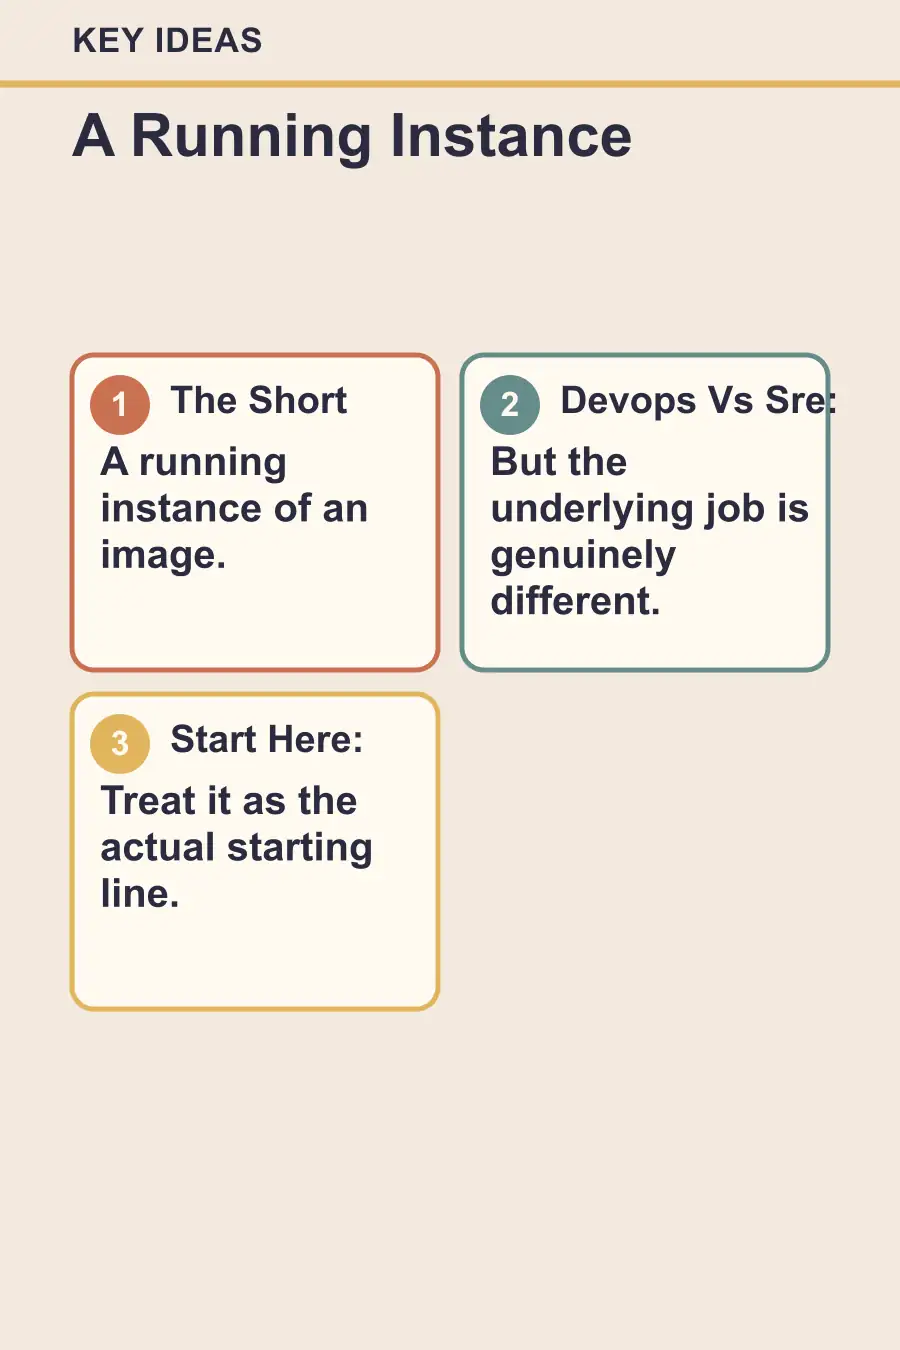 KEY IDEAS
A Running Instance
1
The Short
A running
instance of an
image.
2
Devops Vs Sre:
But the
underlying job is
genuinely
different.
3
Start Here:
Treat it as the
actual starting
line.